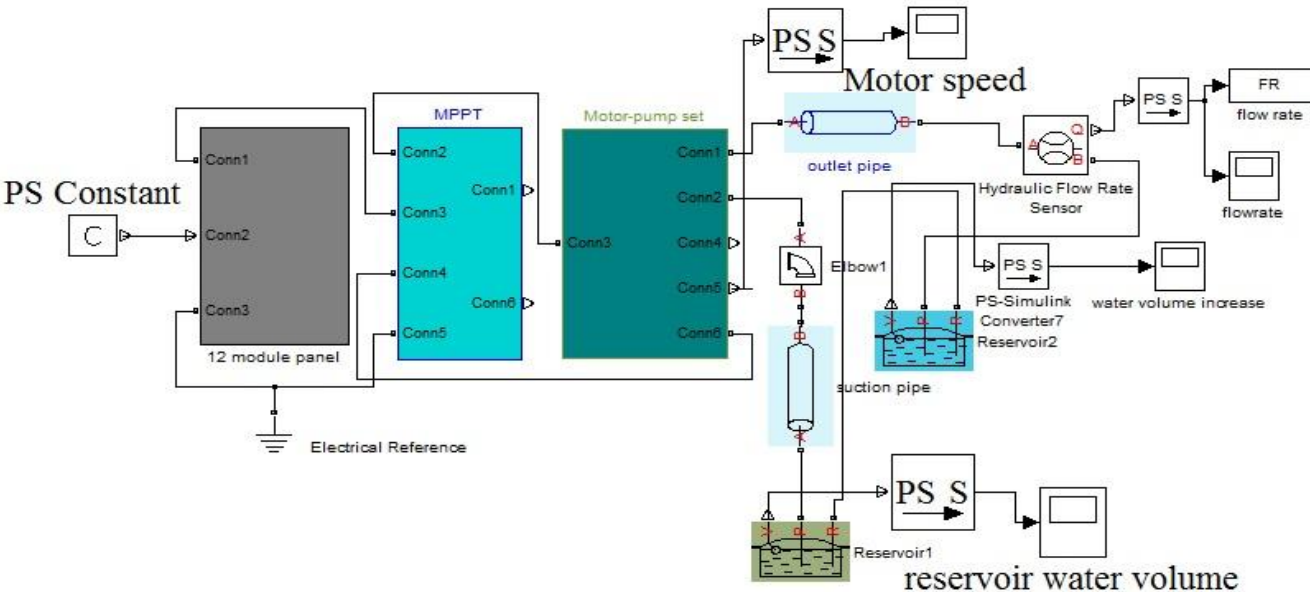 PS S
Motor speed
PS Constant
C
Conn1
Conn2
Conn3
12 module panel
MPPT
Conn2
Conn1
Conn3
Conn4
Conn6
Conn5
Motor-pump set
Conn1
Conn2
Conn3
Conn4
Conn5
Conn6
Electrical Reference
A
B
outlet pipe
A
Q
B
Hydraulic Flow Rate
Sensor
PS S
FR
flow rate
flowrate
A
Elbow1
B
B
suction pipe
A
PS S
PS-Simulink
Converter7
water volume increase
V
P
R
Reservoir2
V
P
R
Reservoir1
PS S
reservoir water volume